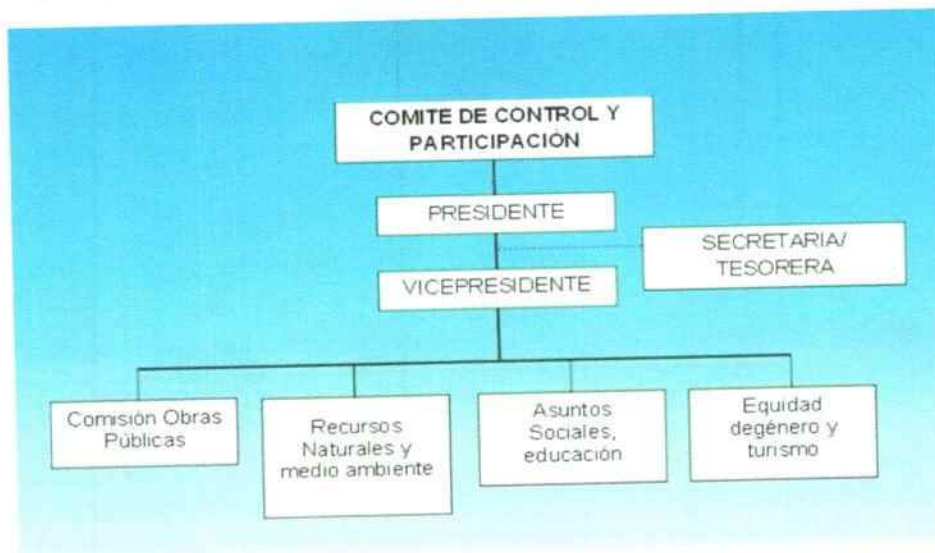 COMITE DE CONTROL Y
PARTICIPACIÓN
PRESIDENTE
SECRETARIA/
TESORERA
VICEPRESIDENTE
Comisión Obras
Públicas
Recursos
Naturales y
medio ambiente
Asuntos
Sociales,
educación
Equidad
degénero y
turismo